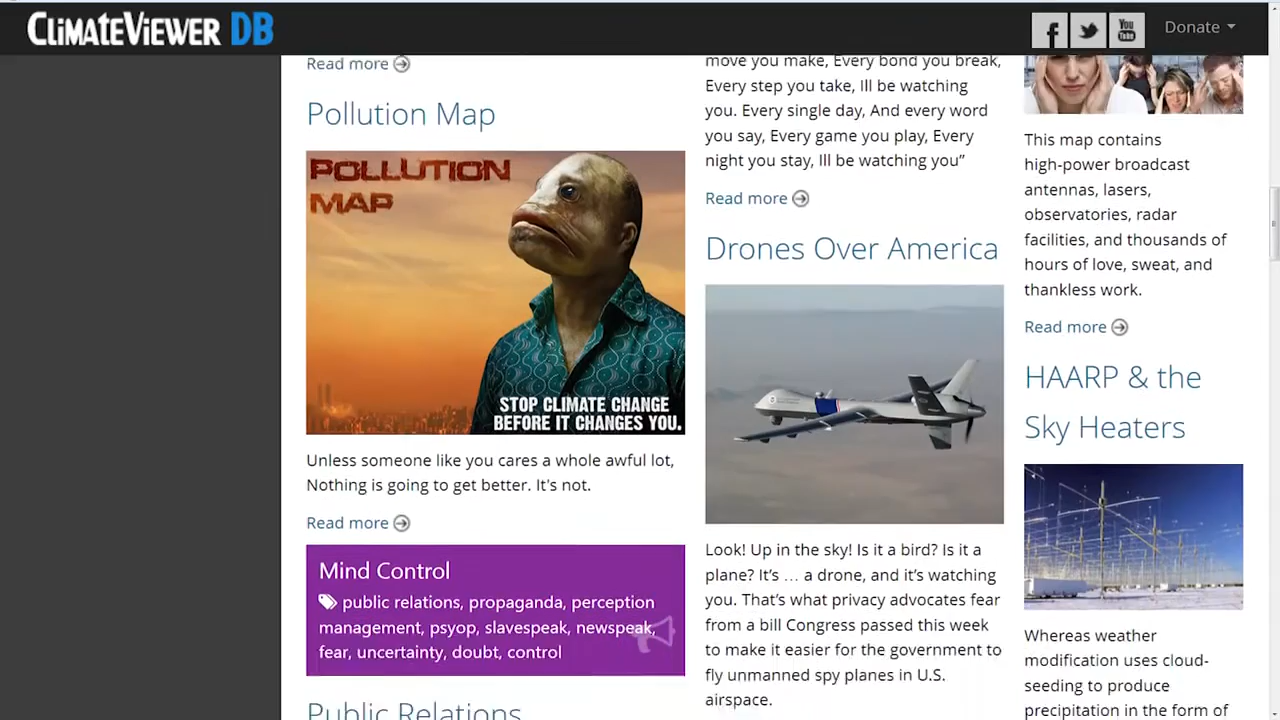 CLIMATEVIEWER DB
f
You
Tube
Donate
Read more
Pollution Map
POLLUTION
MAP
STOP CLIMATE CHANGE
BEFORE IT CHANGES YOU.
Unless someone like you cares a whole awful lot,
Nothing is going to get better. It's not.
Read more
Mind Control
public relations, propaganda, perception
management, psyop, slavespeak, newspeak,
fear, uncertainty, doubt, control
Public Relations
move you make, Every bond you break,
Every step you take, Ill be watching
you. Every single day, And every word
you say, Every game you play, Every
night you stay, Ill be watching you”
Read more
Drones Over America
Look! Up in the sky! Is it a bird? Is it a
plane? It’s … a drone, and it’s watching
you. That’s what privacy advocates fear
from a bill Congress passed this week
to make it easier for the government to
fly unmanned spy planes in U.S.
airspace.
This map contains
high-power broadcast
antennas, lasers,
observatories, radar
facilities, and thousands of
hours of love, sweat, and
thankless work.
Read more
HAARP & the
Sky Heaters
Whereas weather
modification uses cloud-
seeding to produce
precipitation in the form of